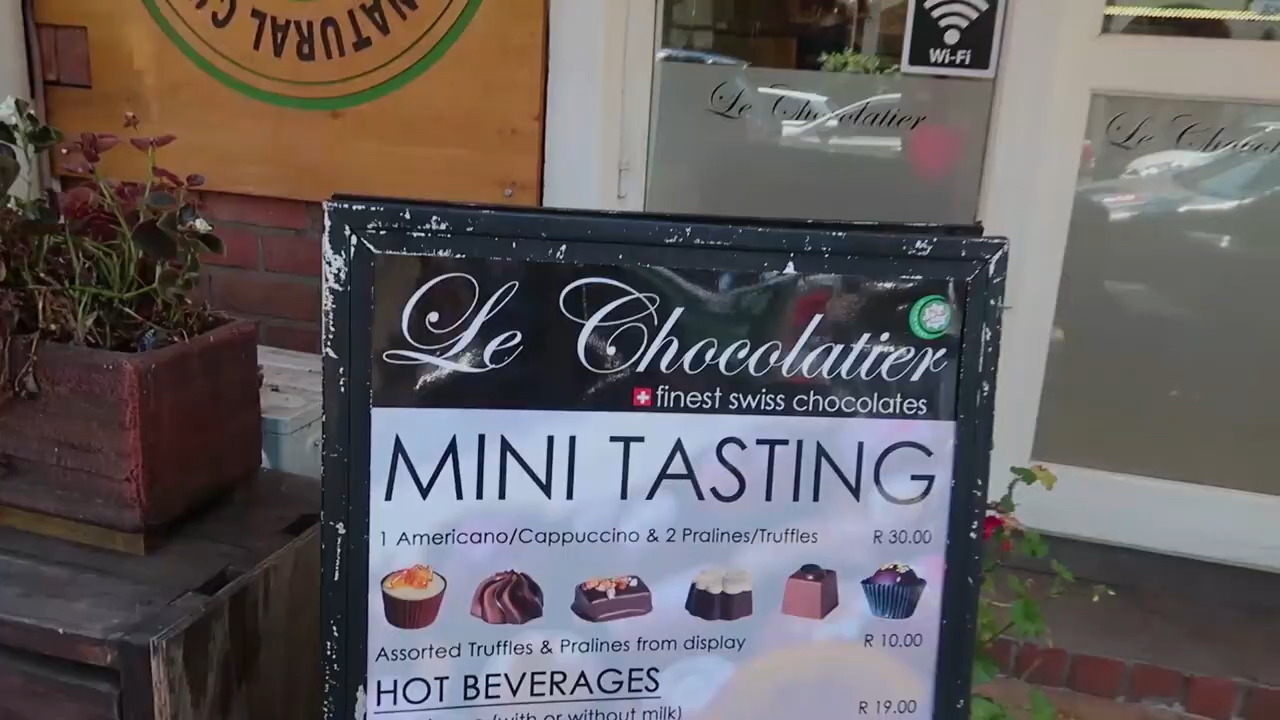 NATURAL
Wi-Fi
Le Chocolatier
Le Chocol
Le Chocolatier
finest swiss chocolates
MINI TASTING
1 Americano/Cappuccino & 2 Pralines/Truffles R 30.00
Assorted Truffles & Pralines from display R 10.00
HOT BEVERAGES
(with or without milk) R 19.00